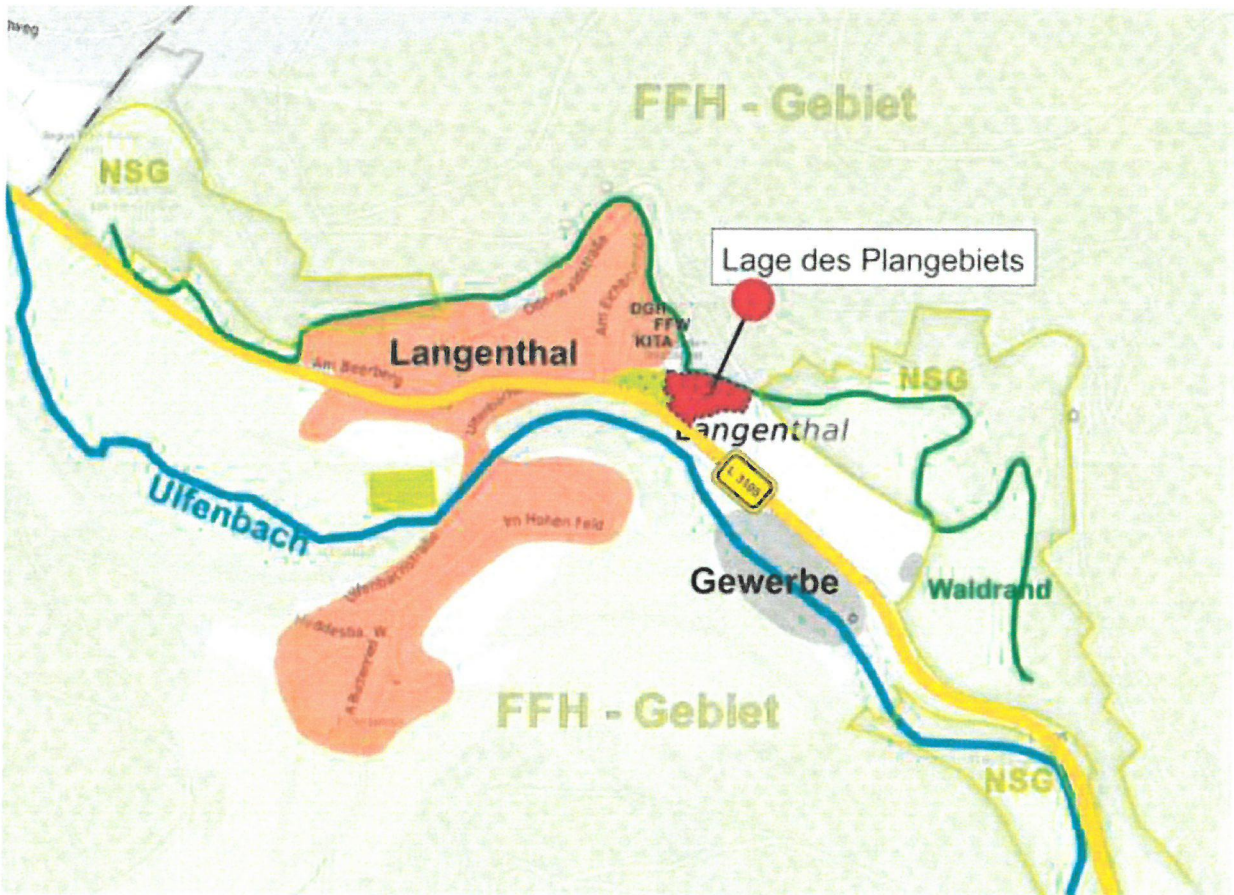 FFH - Gebiet
NSG
Lage des Plangebiets
DGH
FFW
KITA
Langenthal
Am Beerberg
NSG
Langenthal
L 3105
Ulfenbach
Im Hohen Feld
Gewerbe
Waldrand
FFH - Gebiet
NSG